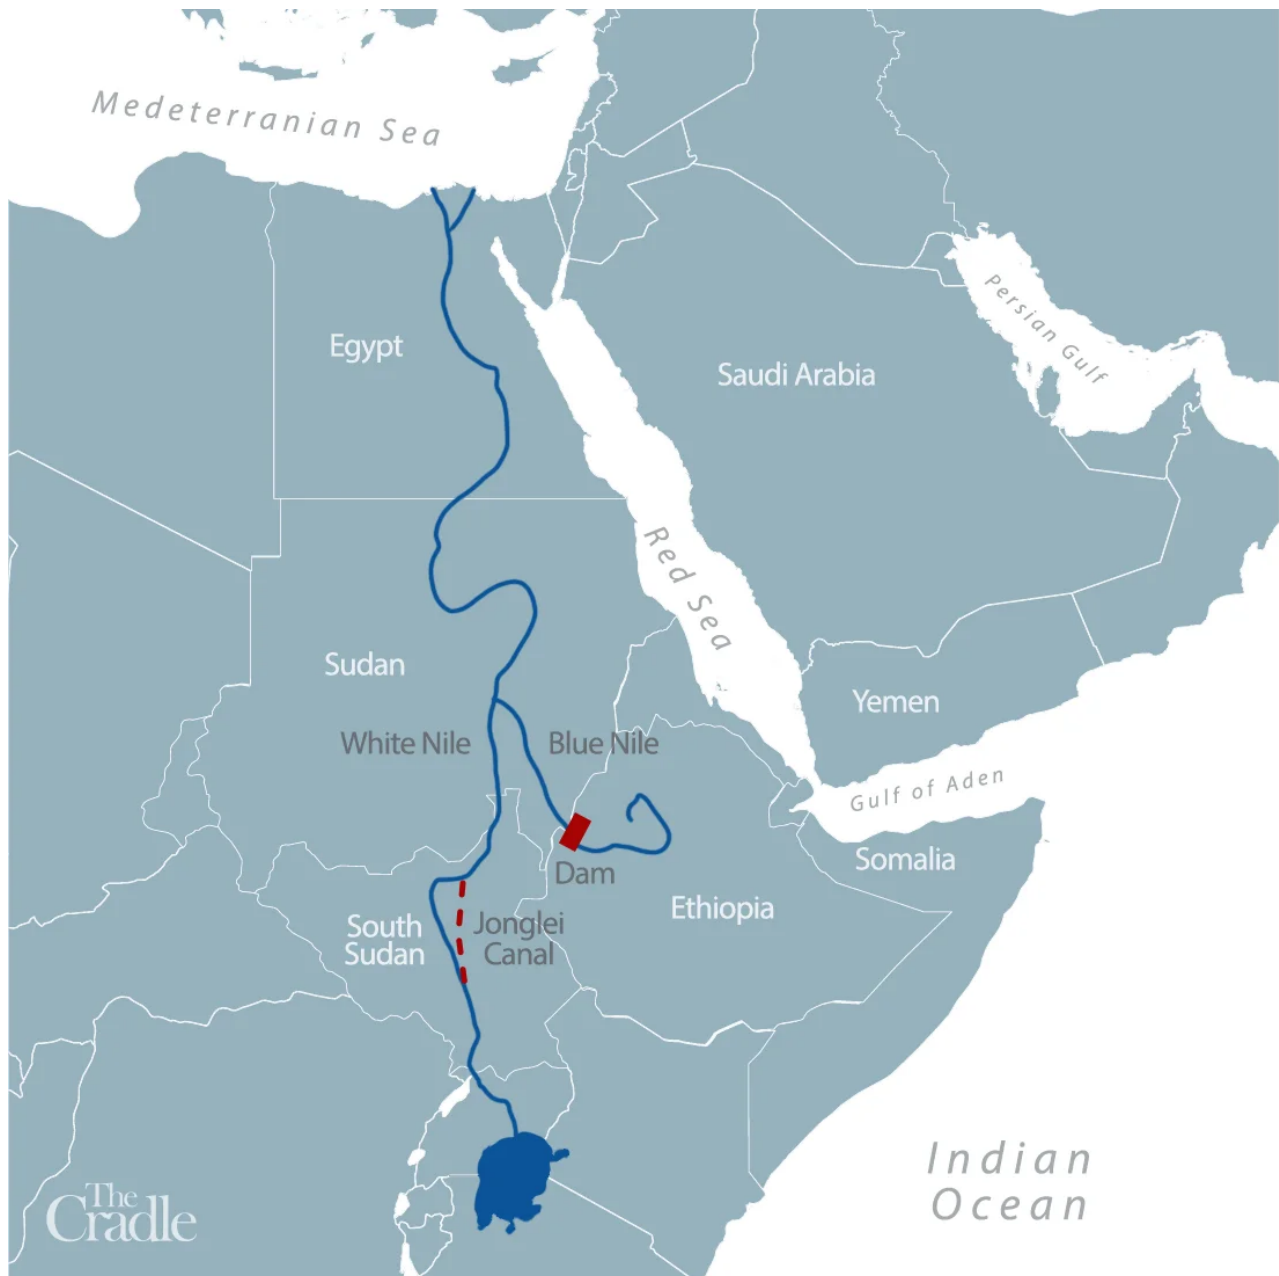 Medeterranian Sea
Egypt
Saudi Arabia
Persian Gulf
Red Sea
Sudan
Yemen
White Nile
Blue Nile
Gulf of Aden
Dam
Somalia
Ethiopia
South
Sudan
Jonglei
Canal
Indian
Ocean
The
Cradle